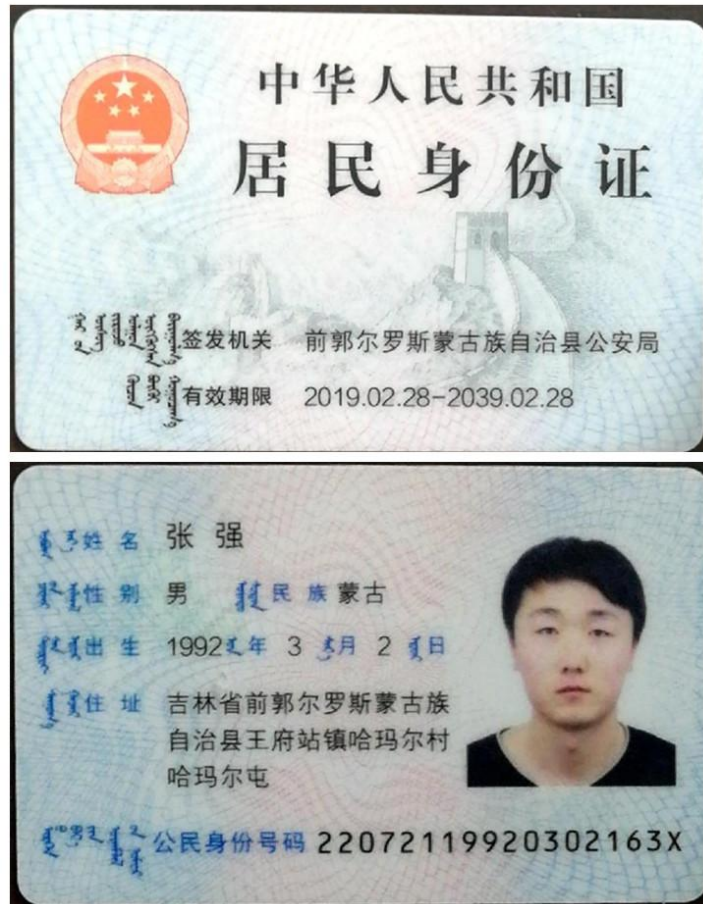 中华人民共和国
居民身份证
签发机关 前郭尔罗斯蒙古族自治县公安局
有效期限 2019.02.28-2039.02.28
姓名 张强
性别 男 民族 蒙古
出生 1992 年 3 月 2 日
住址 吉林省前郭尔罗斯蒙古族
自治县王府站镇哈玛尔村
哈玛尔屯
公民身份号码 22072119920302163X